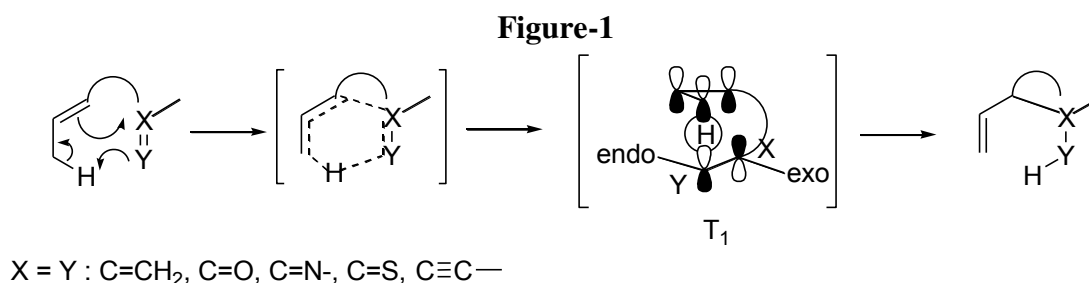 Figure-1
X
Y
H
X
Y
H
H
endo
Y
X
exo
T₁
X
Y
H
X = Y : C=CH₂, C=O, C=N-, C=S, C≡C—